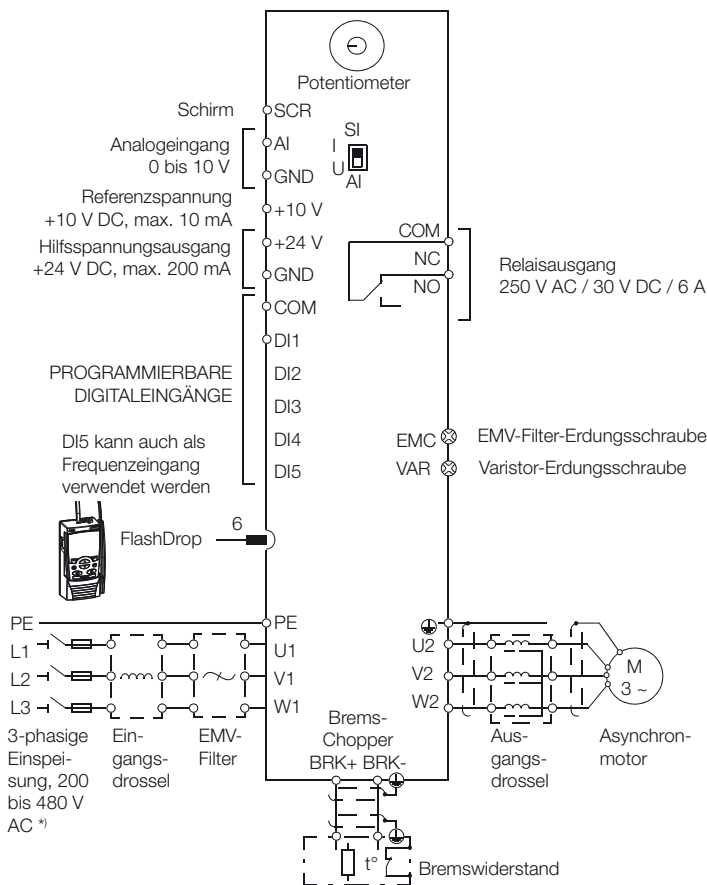 Potentiometer
Schirm
SCR
Analogeingang
0 bis 10 V
AI
GND
SI
I
U
AI
Referenzspannung
+10 V DC, max. 10 mA
+10 V
Hilfsspannungsausgang
+24 V DC, max. 200 mA
+24 V
GND
COM
NC
NO
Relaisausgang
250 V AC / 30 V DC / 6 A
PROGRAMMIERBARE
DIGITALEINGÄNGE
COM
DI1
DI2
DI3
DI4
DI5
DI5 kann auch als
Frequenzeingang
verwendet werden
EMC
EMV-Filter-Erdungsschraube
VAR
Varistor-Erdungsschraube
FlashDrop
6
PE
PE
L1
U1
L2
V1
L3
W1
U2
V2
W2
M
3 ~
3-phasige
Einspei-
sung, 200
bis 480 V
AC *)
Ein-
gangs-
drossel
EMV-
Filter
Brems-
Chopper
BRK+ BRK-
Aus-
gangs-
drossel
Asynchron-
motor
t°
Bremswiderstand